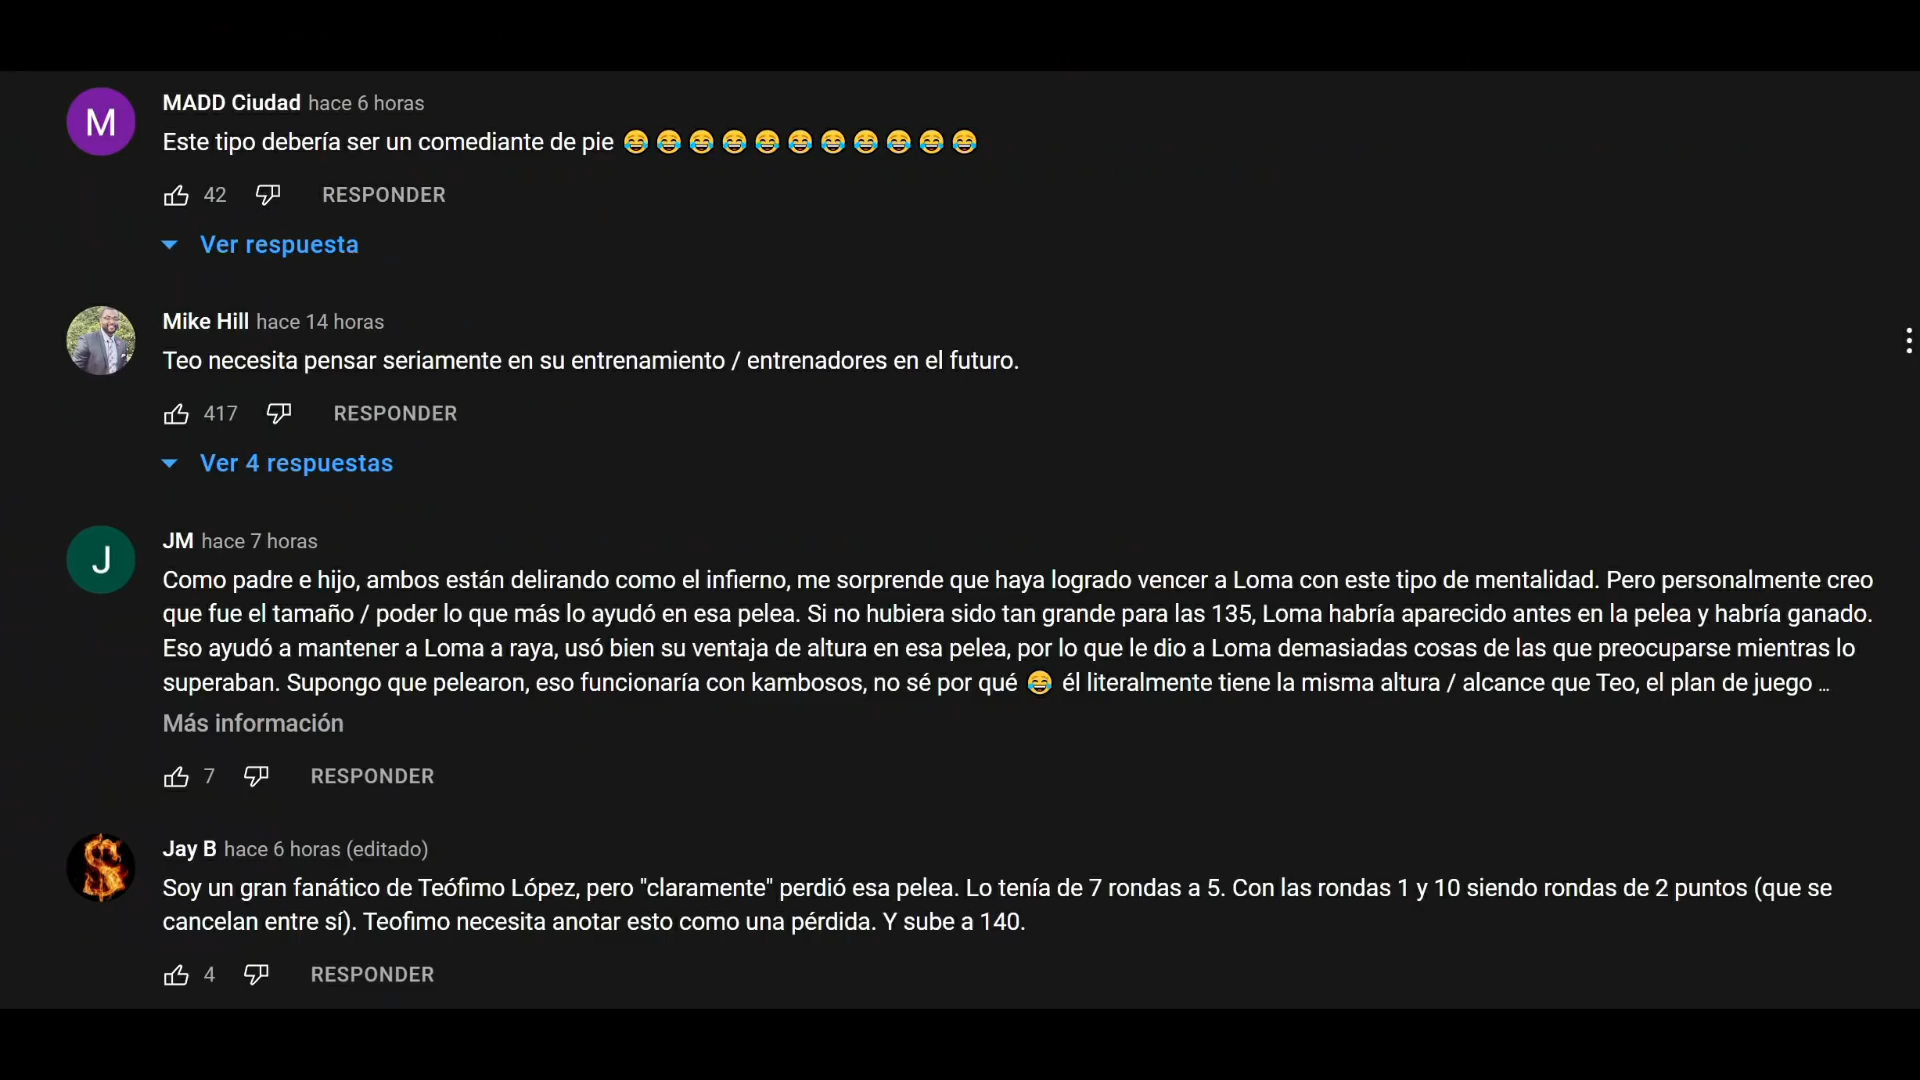 M
MADD Ciudad hace 6 horas
Este tipo debería ser un comediante de pie 😂😂😂😂😂😂😂😂😂😂😂
42 RESPONDER
Ver respuesta
Mike Hill hace 14 horas
Teo necesita pensar seriamente en su entrenamiento / entrenadores en el futuro.
417 RESPONDER
Ver 4 respuestas
J
JM hace 7 horas
Como padre e hijo, ambos están delirando como el infierno, me sorprende que haya logrado vencer a Loma con este tipo de mentalidad. Pero personalmente creo
que fue el tamaño / poder lo que más lo ayudó en esa pelea. Si no hubiera sido tan grande para las 135, Loma habría aparecido antes en la pelea y habría ganado.
Eso ayudó a mantener a Loma a raya, usó bien su ventaja de altura en esa pelea, por lo que le dio a Loma demasiadas cosas de las que preocuparse mientras lo
superaban. Supongo que pelearon, eso funcionaría con kambosos, no sé por qué 😂 él literalmente tiene la misma altura / alcance que Teo, el plan de juego ...
Más información
7 RESPONDER
$
Jay B hace 6 horas (editado)
Soy un gran fanático de Teófimo López, pero "claramente" perdió esa pelea. Lo tenía de 7 rondas a 5. Con las rondas 1 y 10 siendo rondas de 2 puntos (que se
cancelan entre sí). Teofimo necesita anotar esto como una pérdida. Y sube a 140.
4 RESPONDER